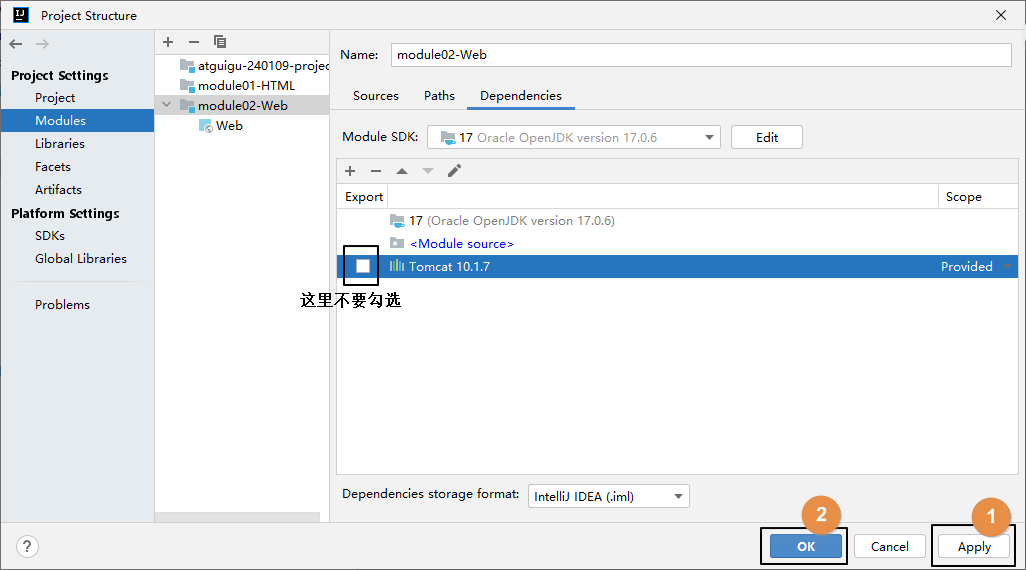 Project Structure
Project Settings
Project
Modules
Libraries
Facets
Artifacts
Platform Settings
SDKs
Global Libraries
Problems
atguigu-240109-projec
module01-HTML
module02-Web
Web
Name: module02-Web
Sources Paths Dependencies
Module SDK: 17 Oracle OpenJDK version 17.0.6 Edit
Export Scope
17 (Oracle OpenJDK version 17.0.6)
<Module source>
Tomcat 10.1.7 Provided
这里不要勾选
Dependencies storage format: IntelliJ IDEA (.iml)
2 1
? OK Cancel Apply